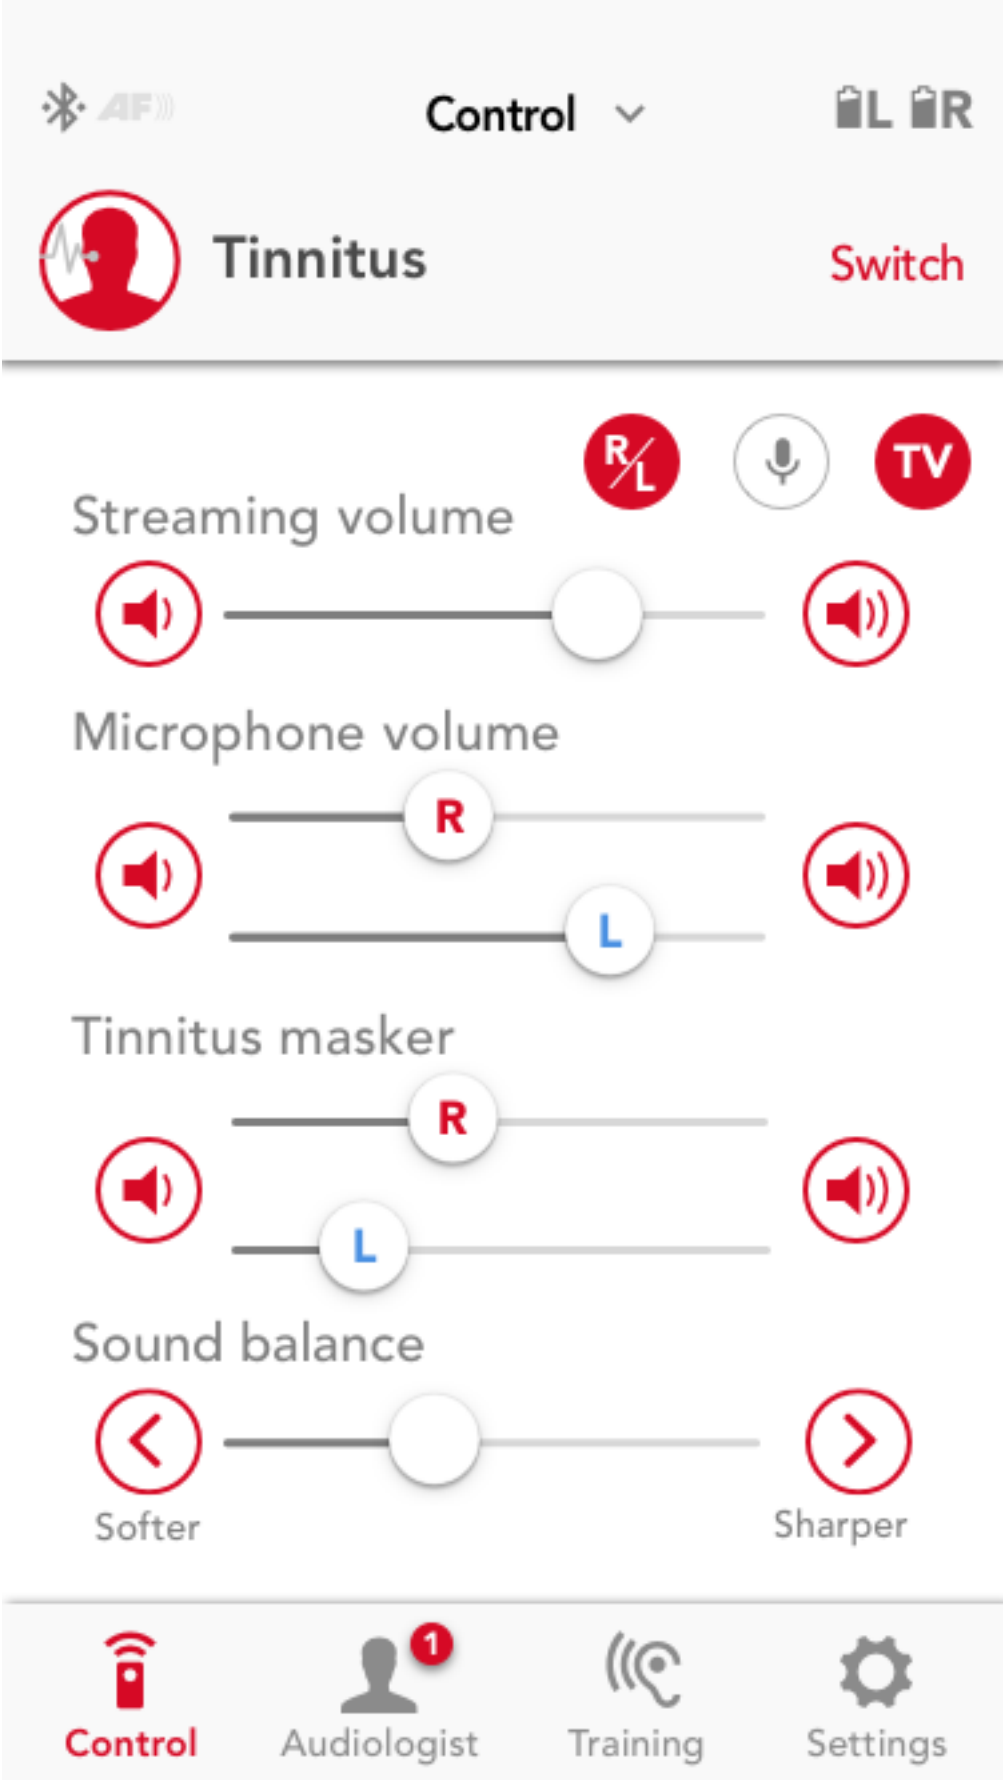 AF
Control
L R
Tinnitus
Switch
R/L
TV
Streaming volume
Microphone volume
R
L
Tinnitus masker
R
L
Sound balance
Softer
Sharper
1
Control
Audiologist
Training
Settings